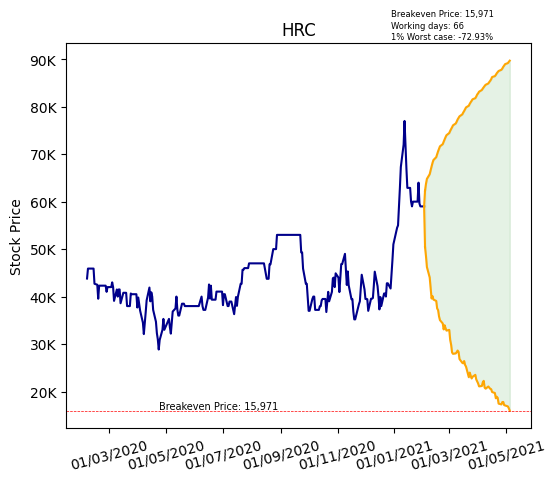 Breakeven Price: 15,971
Working days: 66
1% Worst case: -72.93%
HRC
Stock Price
90K
80K
70K
60K
50K
40K
30K
20K
Breakeven Price: 15,971
01/03/2020
01/05/2020
01/07/2020
01/09/2020
01/11/2020
01/01/2021
01/03/2021
01/05/2021